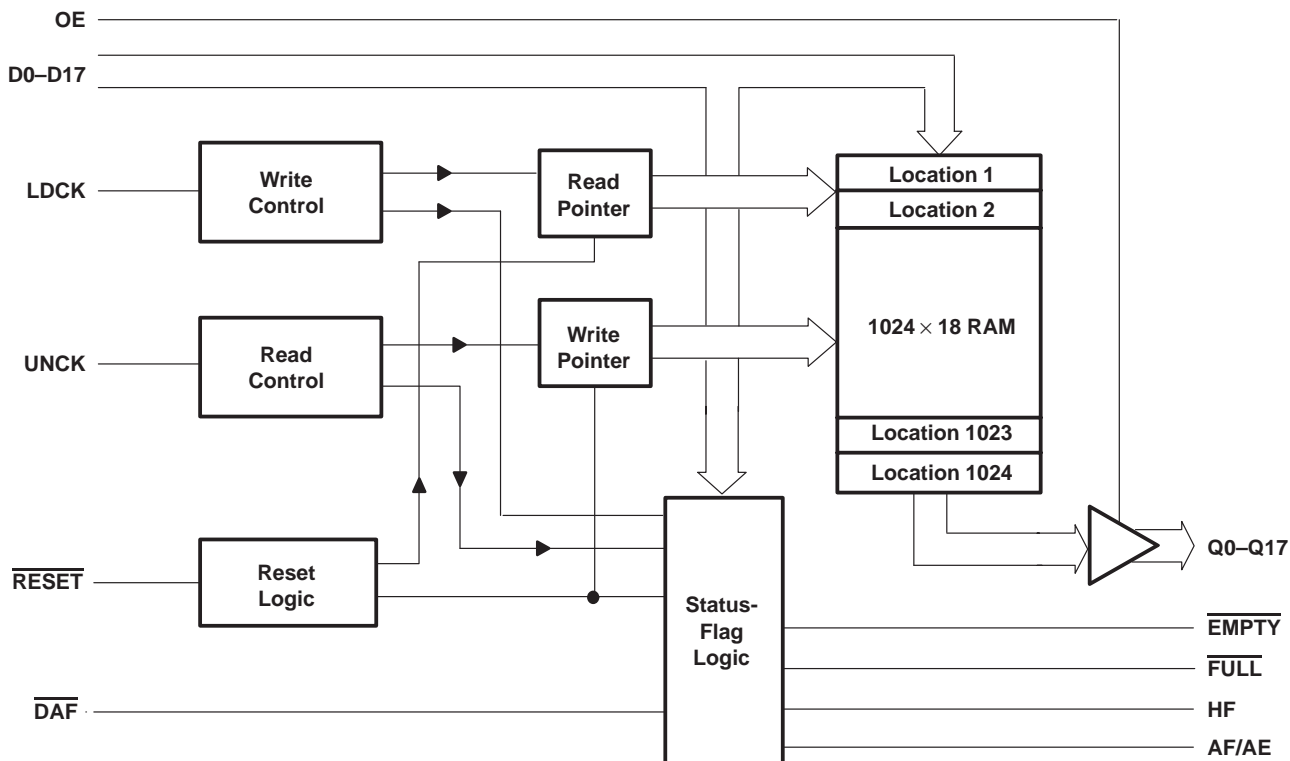 OE
D0–D17
LDCK
Write
Control
Read
Pointer
Location 1
Location 2
1024 × 18 RAM
UNCK
Read
Control
Write
Pointer
Location 1023
Location 1024
Q0–Q17
RESET
Reset
Logic
Status-
Flag
Logic
EMPTY
FULL
DAF
HF
AF/AE